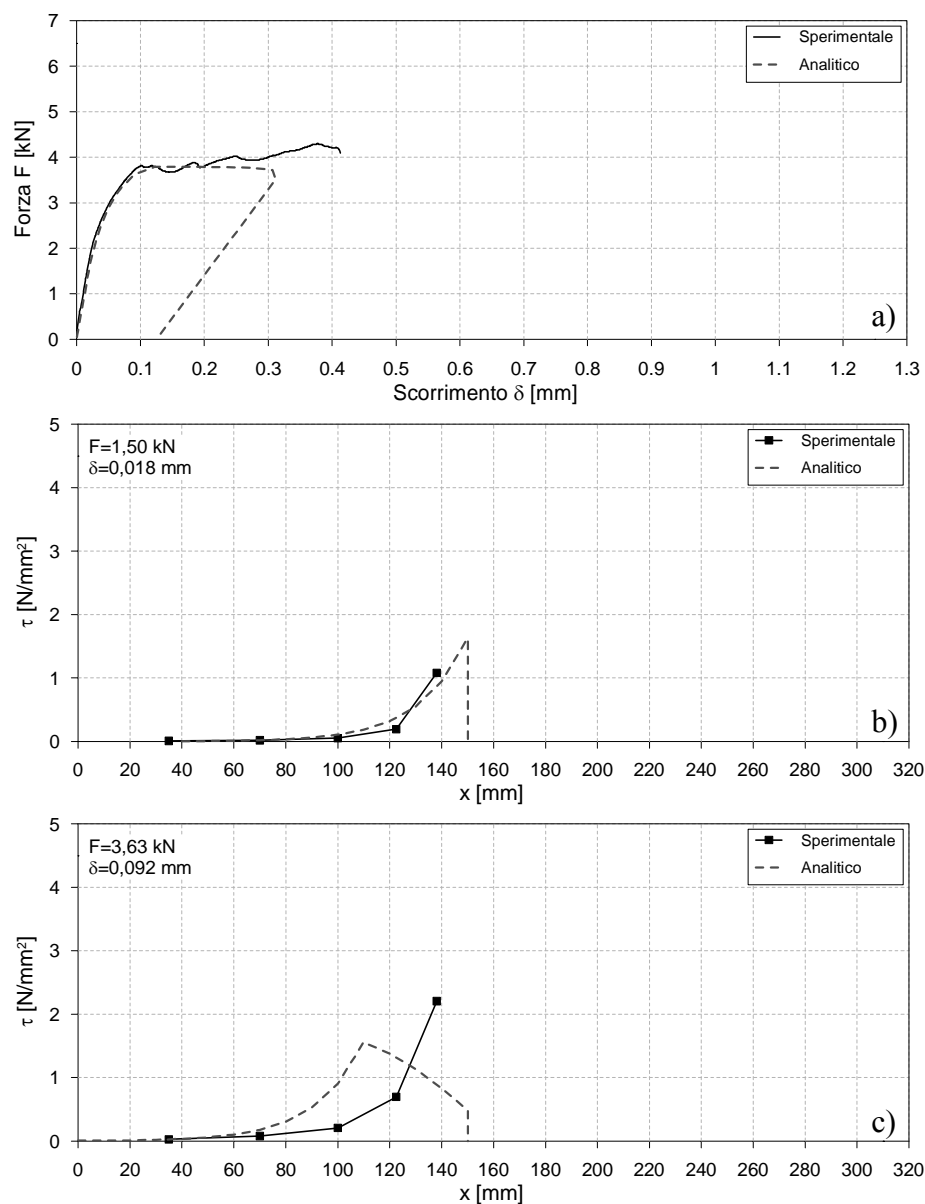 7
6
5
4
3
2
1
0
Forza F [kN]
Sperimentale
Analitico
a)
0 0.1 0.2 0.3 0.4 0.5 0.6 0.7 0.8 0.9 1 1.1 1.2 1.3
Scorrimento δ [mm]
5
4
3
2
1
0
τ [N/mm²]
F=1,50 kN
δ=0,018 mm
Sperimentale
Analitico
b)
0 20 40 60 80 100 120 140 160 180 200 220 240 260 280 300 320
x [mm]
5
4
3
2
1
0
τ [N/mm²]
F=3,63 kN
δ=0,092 mm
Sperimentale
Analitico
c)
0 20 40 60 80 100 120 140 160 180 200 220 240 260 280 300 320
x [mm]